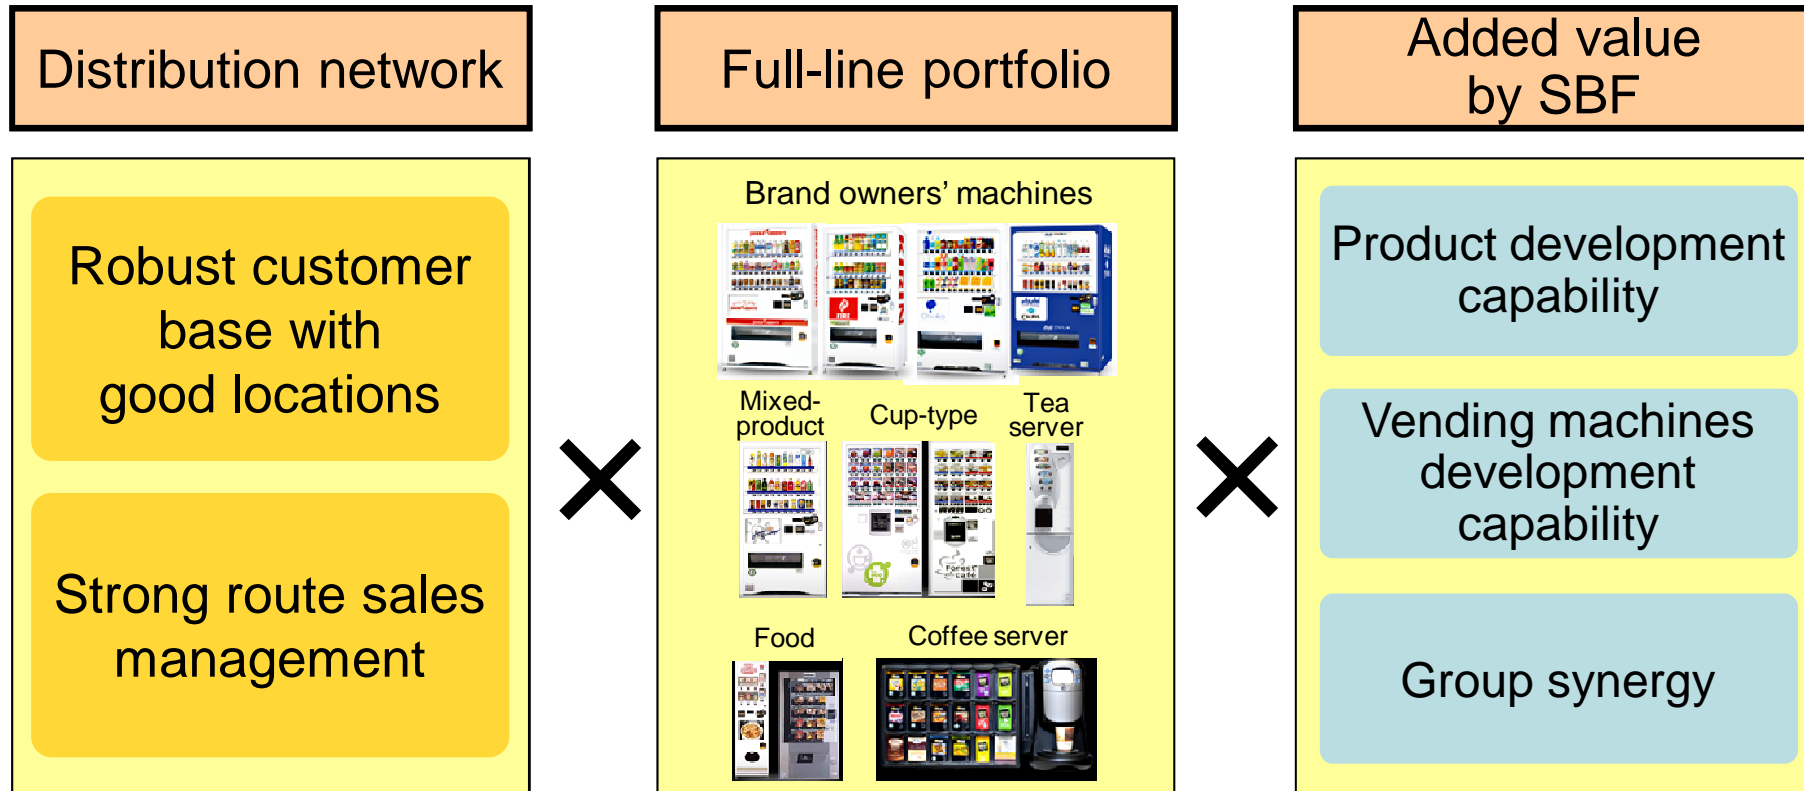 Distribution network
Full-line portfolio
Added value
by SBF
Robust customer
base with
good locations
Strong route sales
management
Brand owners’ machines
Mixed-
product
Cup-type
Tea
server
Food
Coffee server
Product development
capability
Vending machines
development
capability
Group synergy